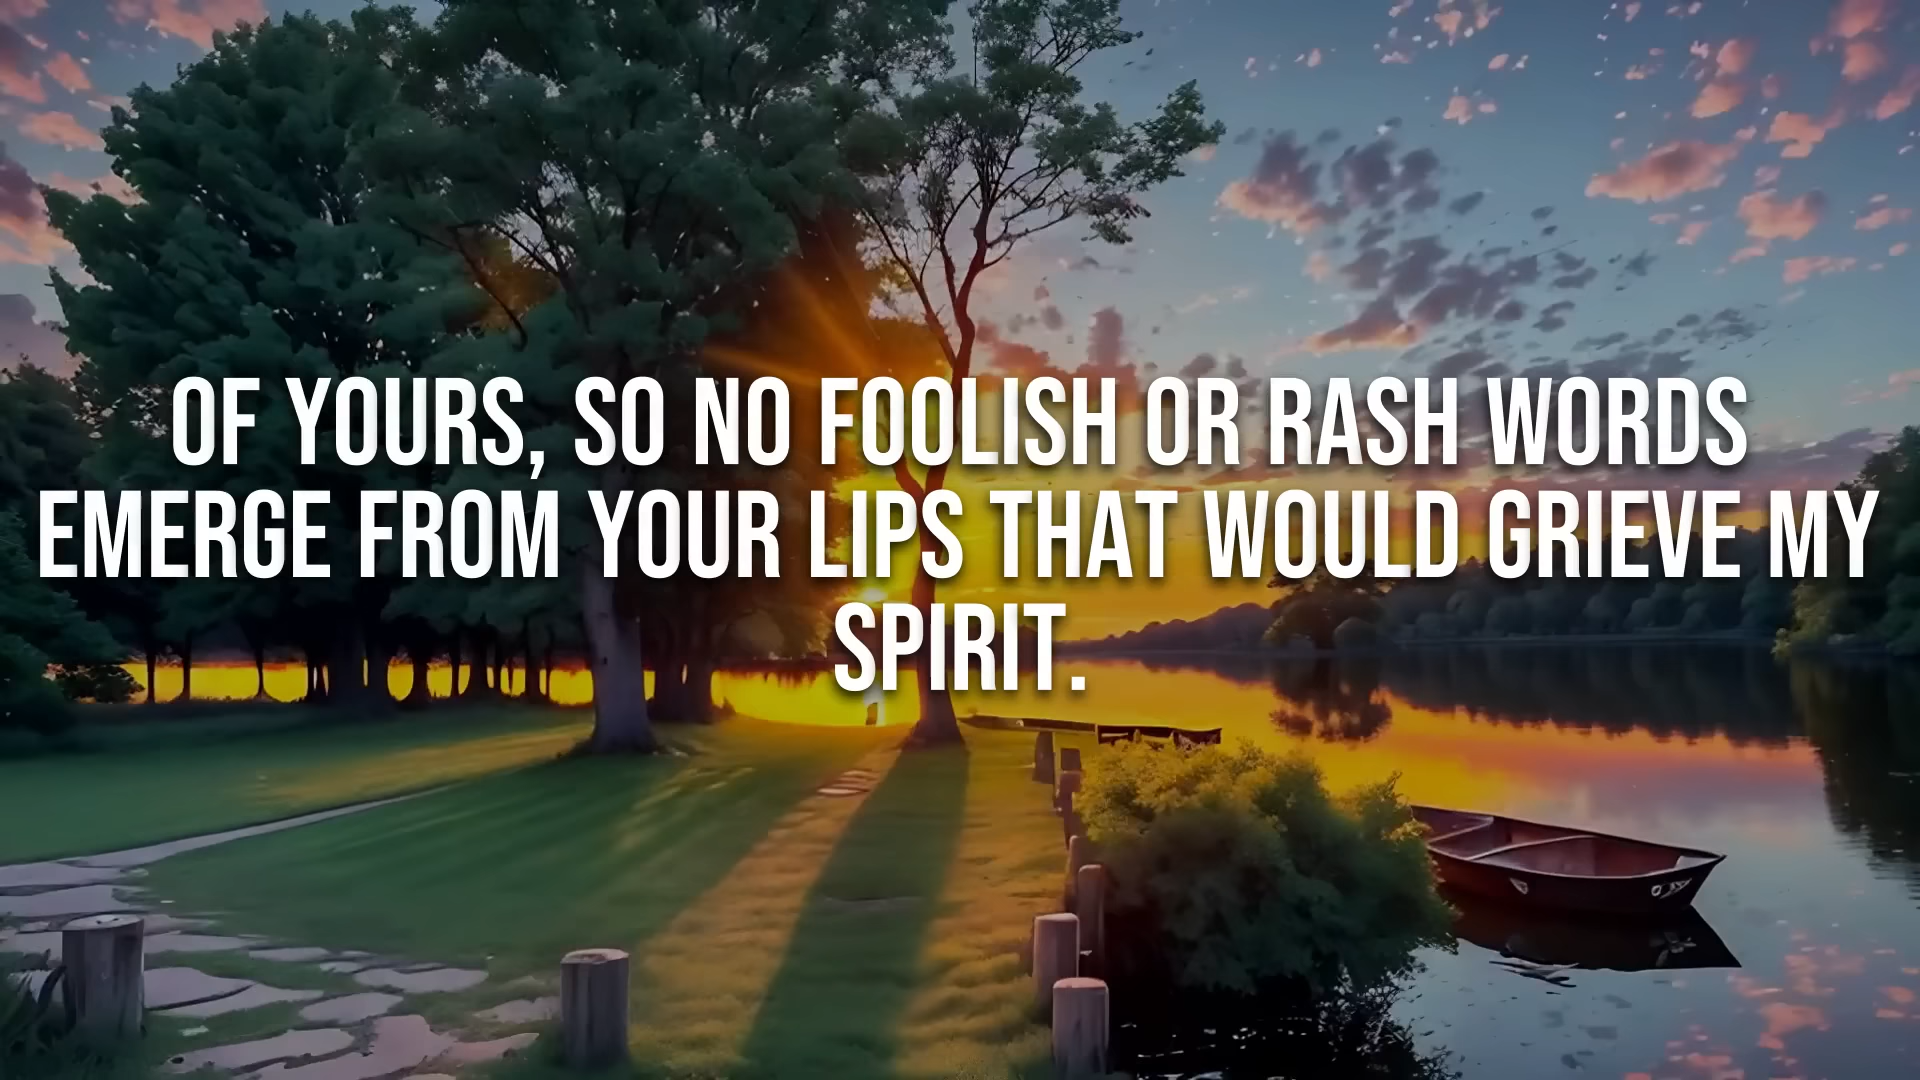 OF YOURS, SO NO FOOLISH OR RASH WORDS
EMERGE FROM YOUR LIPS THAT WOULD GRIEVE MY
SPIRIT.